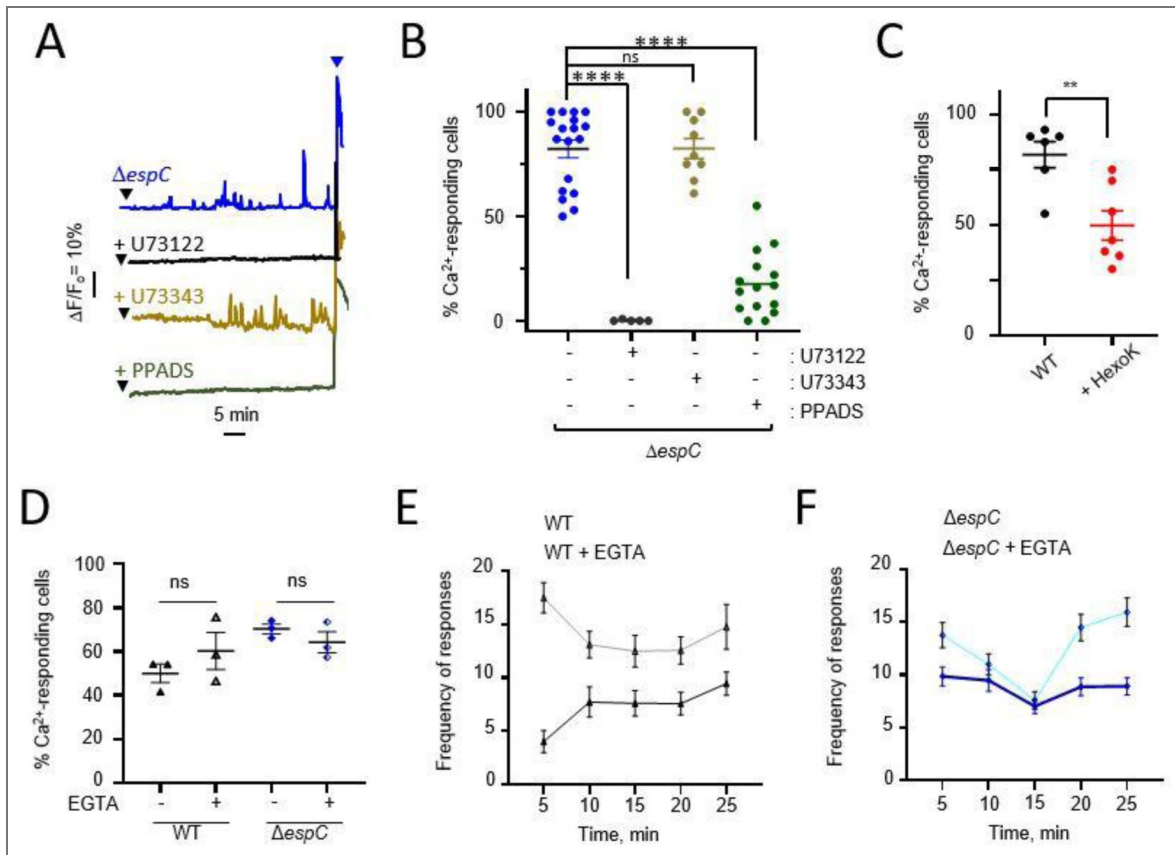 A
ΔespC
+ U73122
+ U73343
+ PPADS
ΔF/Fo= 10%
5 min
B
****
ns
****
% Ca²⁺-responding cells
100
50
0
- + - - : U73122
- - + - : U73343
- - - + : PPADS
ΔespC
C
**
% Ca²⁺-responding cells
100
50
0
WT
+ HexoK
D
% Ca²⁺-responding cells
100
80
60
40
20
0
ns
ns
EGTA - + - +
WT ΔespC
E
WT
WT + EGTA
Frequency of responses
20
15
10
5
0
5 10 15 20 25
Time, min
F
ΔespC
ΔespC + EGTA
Frequency of responses
20
15
10
5
0
5 10 15 20 25
Time, min